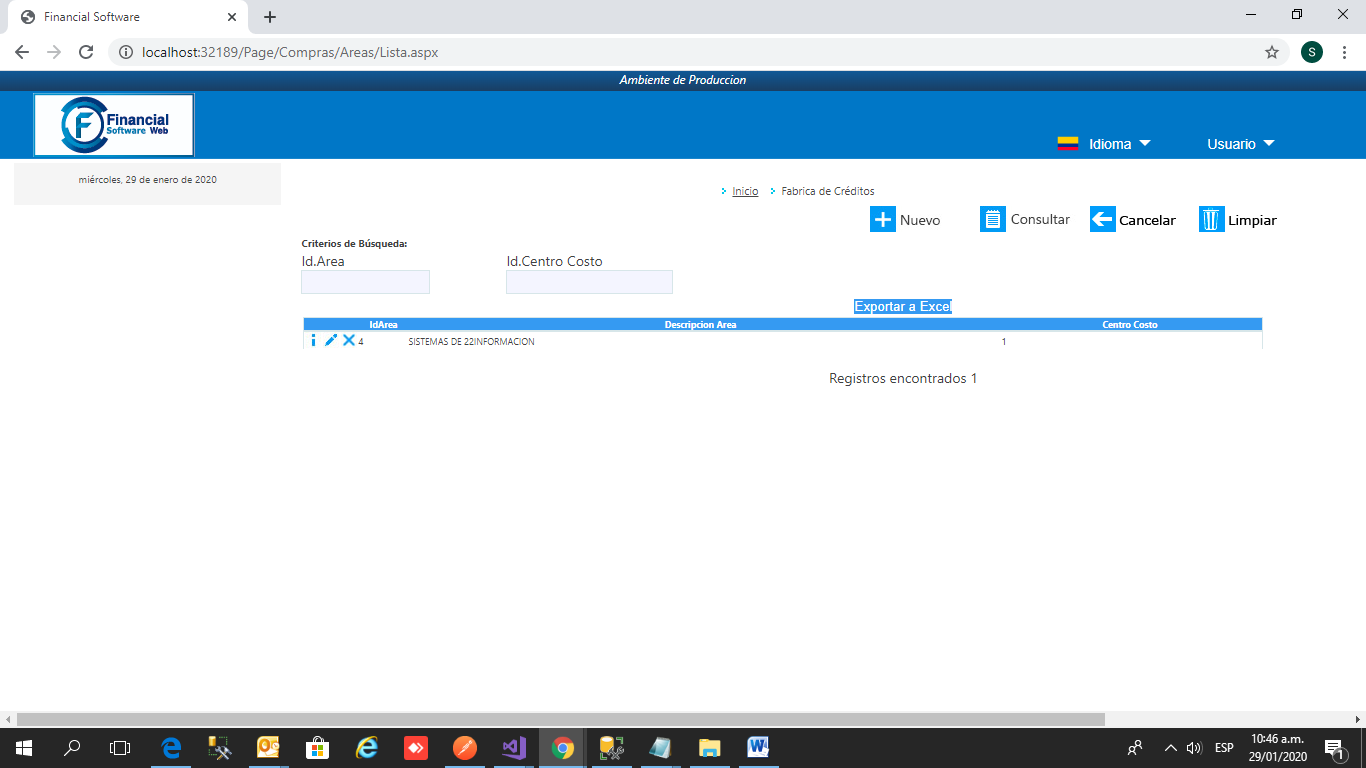 Financial Software
localhost:32189/Page/Compras/Areas/Lista.aspx
S
Ambiente de Produccion
F Financial
Software Web
Idioma Usuario
miércoles, 29 de enero de 2020
Inicio Fabrica de Créditos
Nuevo Consultar Cancelar Limpiar
Criterios de Búsqueda:
Id.Area Id.Centro Costo
Exportar a Excel
IdArea Descripcion Area Centro Costo
4 SISTEMAS DE 22INFORMACION 1
Registros encontrados 1
ESP 10:46 a.m.
29/01/2020 1